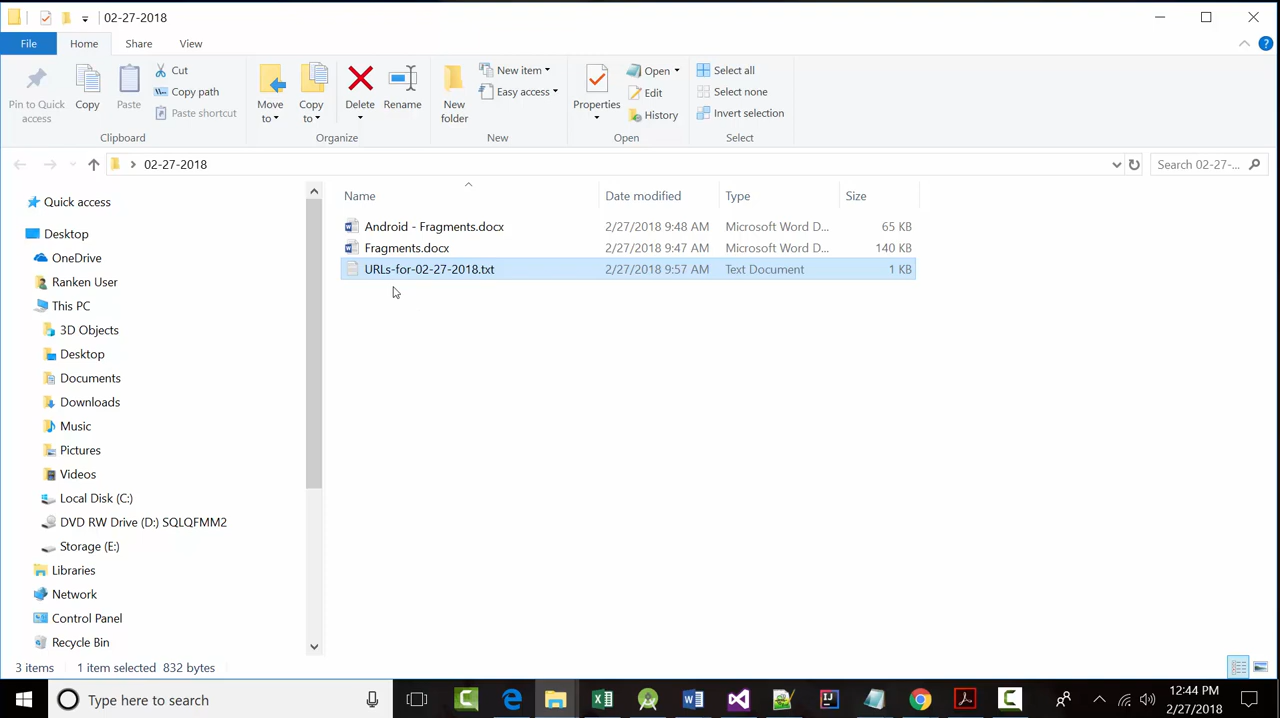 02-27-2018
File Home Share View
Pin to Quick access
Copy
Paste
Cut
Copy path
Paste shortcut
Clipboard
Move to
Copy to
Delete
Rename
Organize
New folder
New item
Easy access
New
Properties
Open
Edit
History
Open
Select all
Select none
Invert selection
Select
02-27-2018
Search 02-27-...
Quick access
Desktop
OneDrive
Ranken User
This PC
3D Objects
Desktop
Documents
Downloads
Music
Pictures
Videos
Local Disk (C:)
DVD RW Drive (D:) SQLQFMM2
Storage (E:)
Libraries
Network
Control Panel
Recycle Bin
Name Date modified Type Size
Android - Fragments.docx 2/27/2018 9:48 AM Microsoft Word D... 65 KB
Fragments.docx 2/27/2018 9:47 AM Microsoft Word D... 140 KB
URLs-for-02-27-2018.txt 2/27/2018 9:57 AM Text Document 1 KB
3 items 1 item selected 832 bytes
Type here to search
12:44 PM
2/27/2018